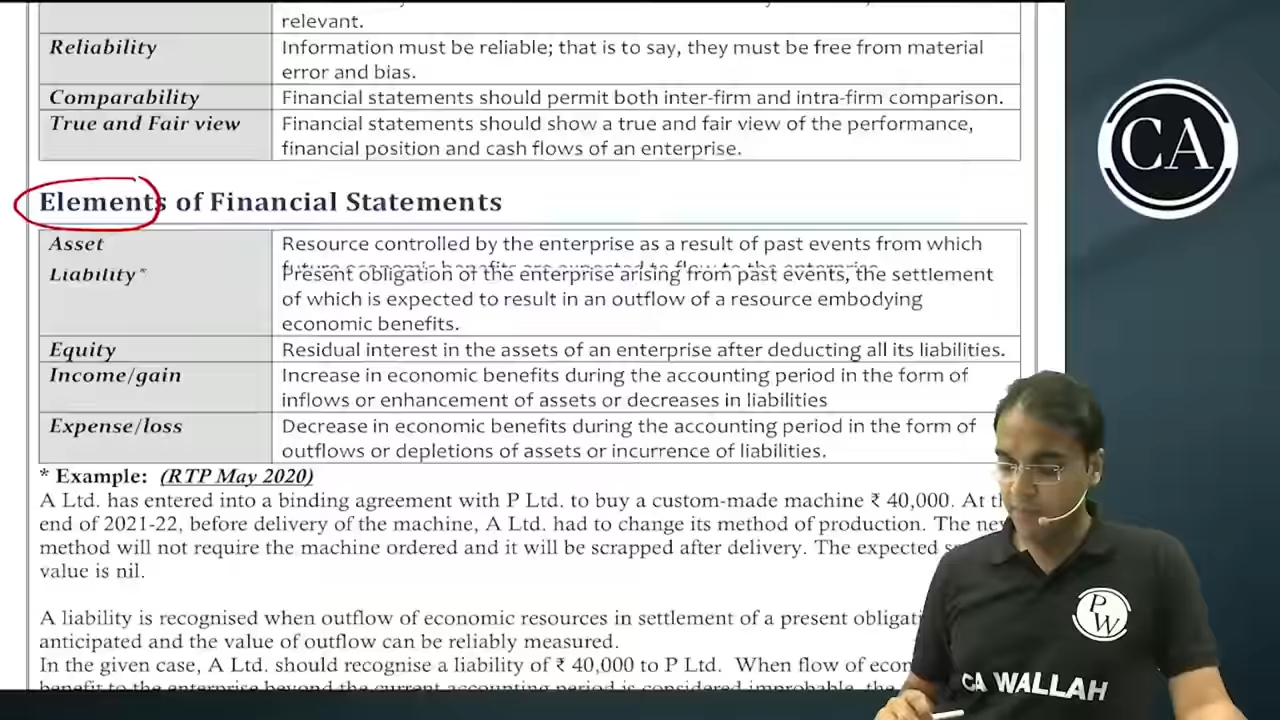 relevant.
Reliability Information must be reliable; that is to say, they must be free from material
error and bias.
Comparability Financial statements should permit both inter-firm and intra-firm comparison.
True and Fair view Financial statements should show a true and fair view of the performance,
financial position and cash flows of an enterprise.
Elements of Financial Statements
Asset Resource controlled by the enterprise as a result of past events from which
Liability* Present obligation of the enterprise arising from past events, the settlement
of which is expected to result in an outflow of a resource embodying
economic benefits.
Equity Residual interest in the assets of an enterprise after deducting all its liabilities.
Income/gain Increase in economic benefits during the accounting period in the form of
inflows or enhancement of assets or decreases in liabilities
Expense/loss Decrease in economic benefits during the accounting period in the form of
outflows or depletions of assets or incurrence of liabilities.
* Example: (RTP May 2020)
A Ltd. has entered into a binding agreement with P Ltd. to buy a custom-made machine ₹ 40,000. At
end of 2021-22, before delivery of the machine, A Ltd. had to change its method of production. The
method will not require the machine ordered and it will be scrapped after delivery. The expected
value is nil.
A liability is recognised when outflow of economic resources in settlement of a present
anticipated and the value of outflow can be reliably measured.
In the given case, A Ltd. should recognise a liability of ₹ 40,000 to P Ltd. When flow of
benefit to the enterprise beyond the current accounting period is considered improbable, the
CA
PW
CA WALLAH